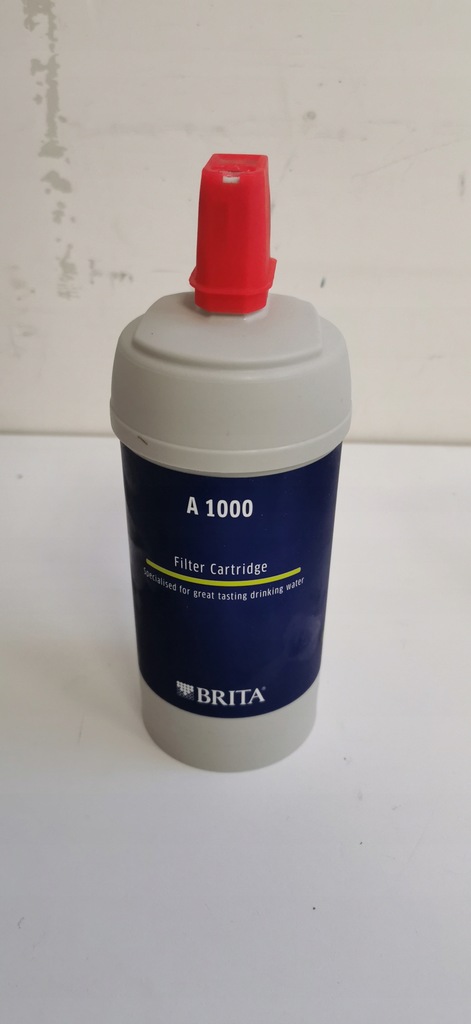 A 1000
Filter Cartridge
Specialised for great tasting drinking water
BRITA®